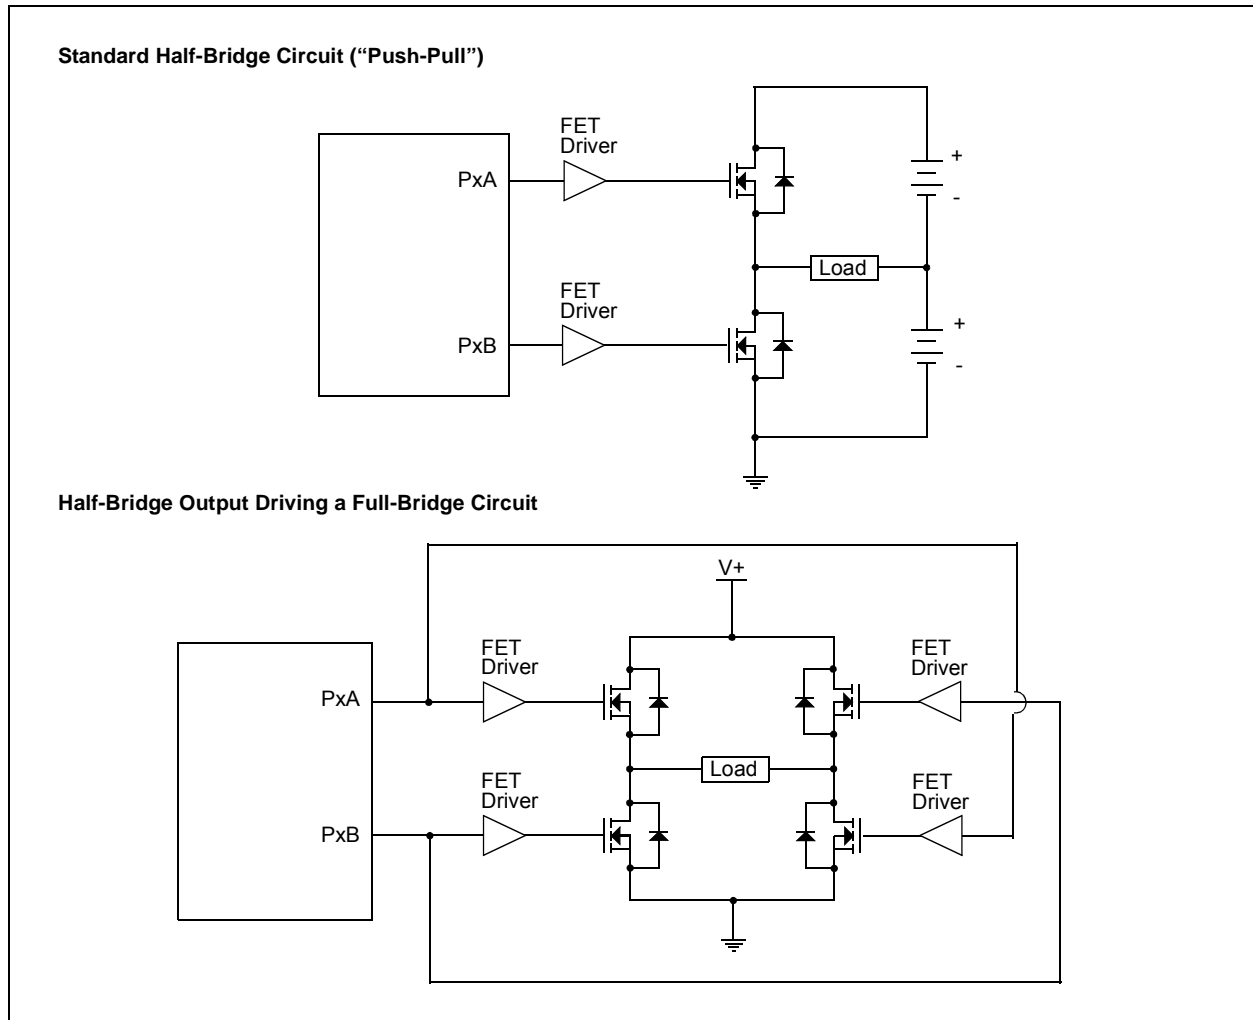 Standard Half-Bridge Circuit (“Push-Pull”)
FET
Driver
PxA
+
-
Load
FET
Driver
PxB
+
-
Half-Bridge Output Driving a Full-Bridge Circuit
V+
FET
Driver
FET
Driver
PxA
Load
FET
Driver
FET
Driver
PxB